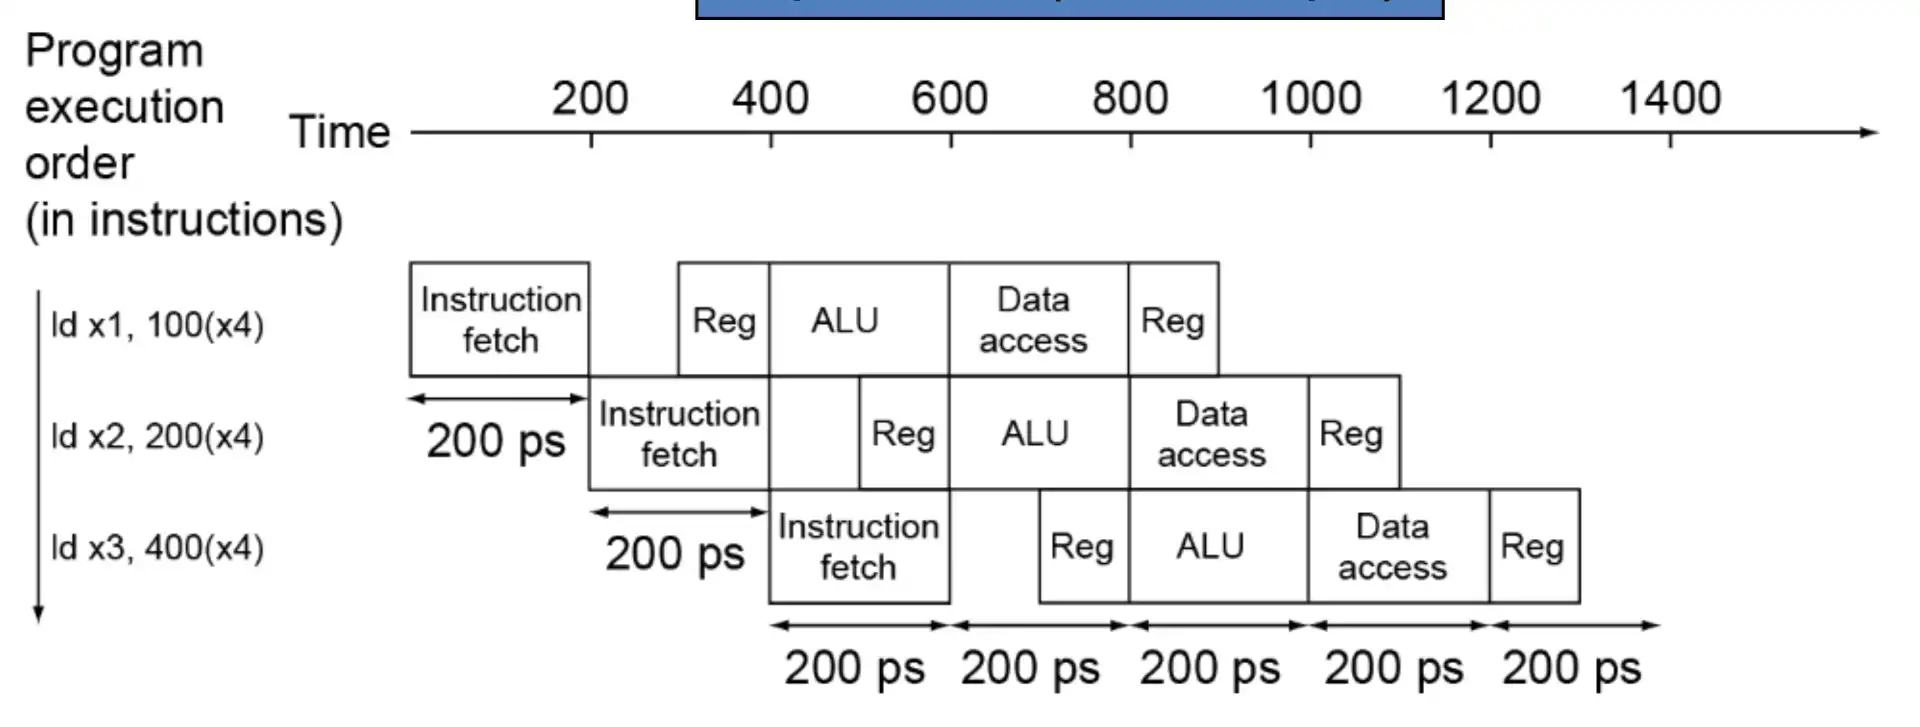 Program
execution
order
(in instructions)
Time
200 400 600 800 1000 1200 1400
ld x1, 100(x4)
Instruction
fetch
Reg
ALU
Data
access
Reg
200 ps
ld x2, 200(x4)
Instruction
fetch
Reg
ALU
Data
access
Reg
200 ps
ld x3, 400(x4)
Instruction
fetch
Reg
ALU
Data
access
Reg
200 ps 200 ps 200 ps 200 ps 200 ps